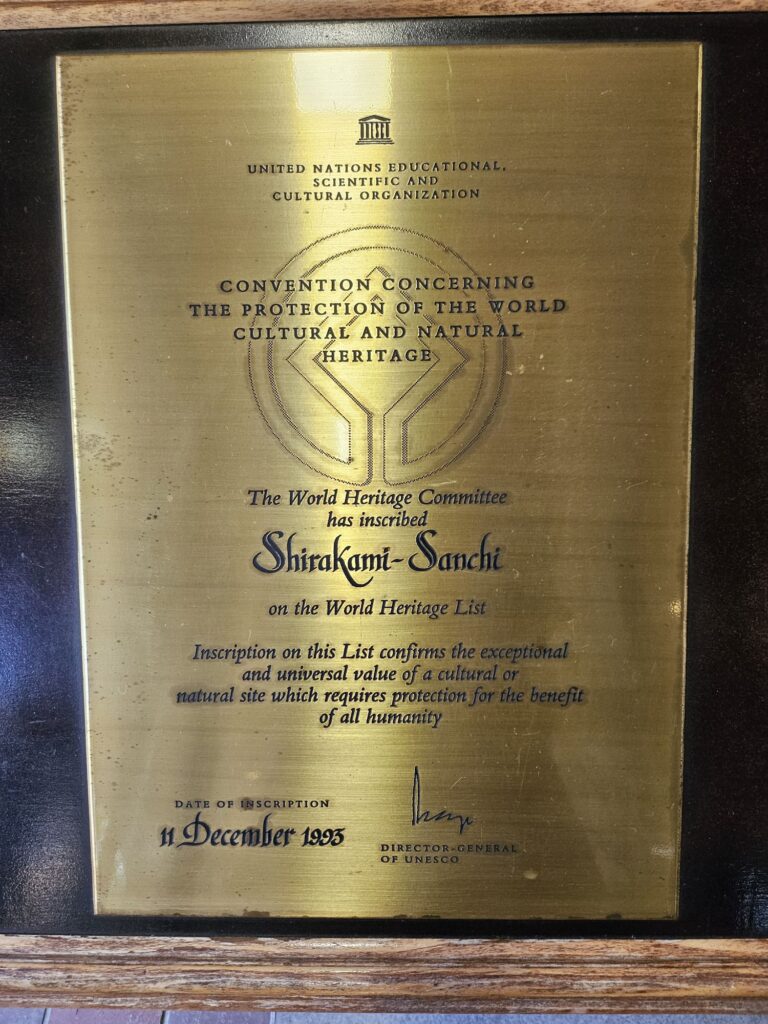 UNITED NATIONS EDUCATIONAL,
SCIENTIFIC AND
CULTURAL ORGANIZATION
CONVENTION CONCERNING
THE PROTECTION OF THE WORLD
CULTURAL AND NATURAL
HERITAGE
The World Heritage Committee
has inscribed
Shirakami-Sanchi
on the World Heritage List
Inscription on this List confirms the exceptional
and universal value of a cultural or
natural site which requires protection for the benefit
of all humanity
DATE OF INSCRIPTION
11 December 1993
DIRECTOR-GENERAL
OF UNESCO